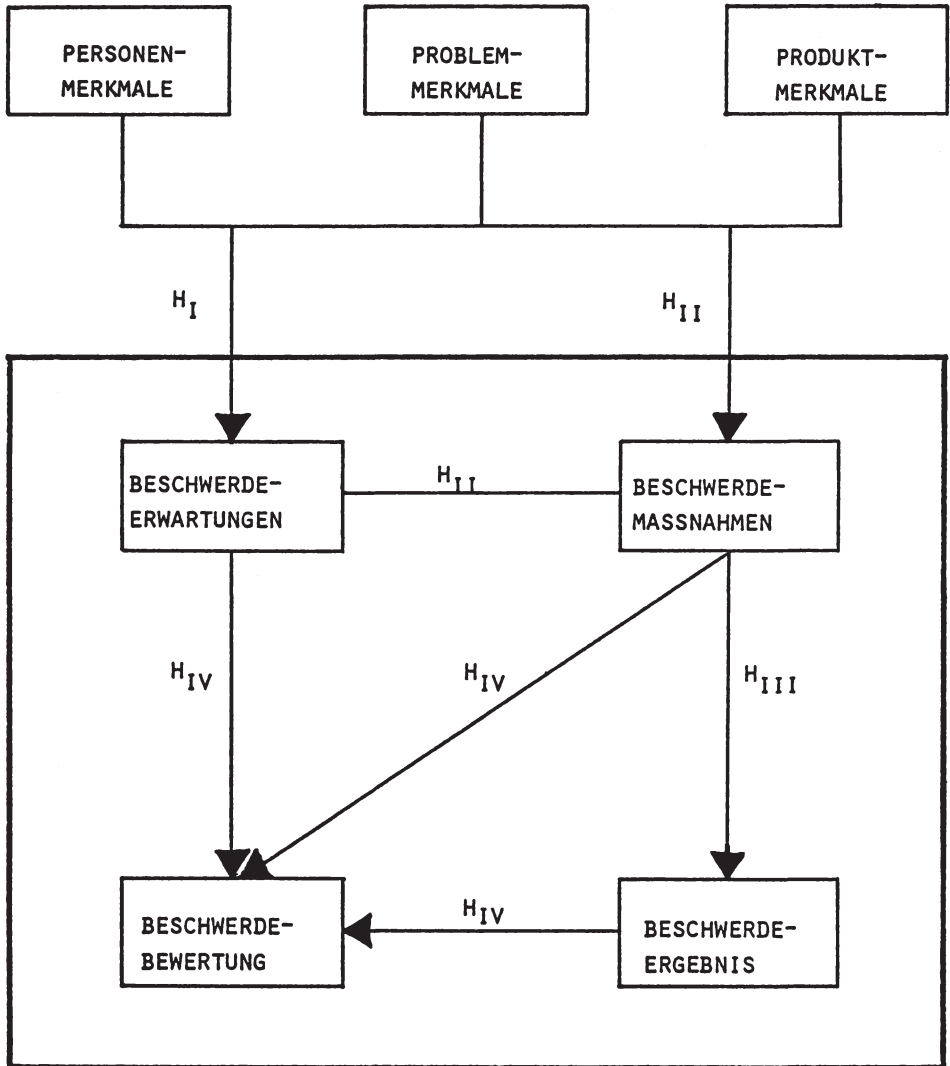 PERSONEN-
MERKMALE
PROBLEM-
MERKMALE
PRODUKT-
MERKMALE
H_I
H_II
BESCHWERDE-
ERWARTUNGEN
H_II
BESCHWERDE-
MASSNAHMEN
H_IV
H_IV
H_III
BESCHWERDE-
BEWERTUNG
H_IV
BESCHWERDE-
ERGEBNIS